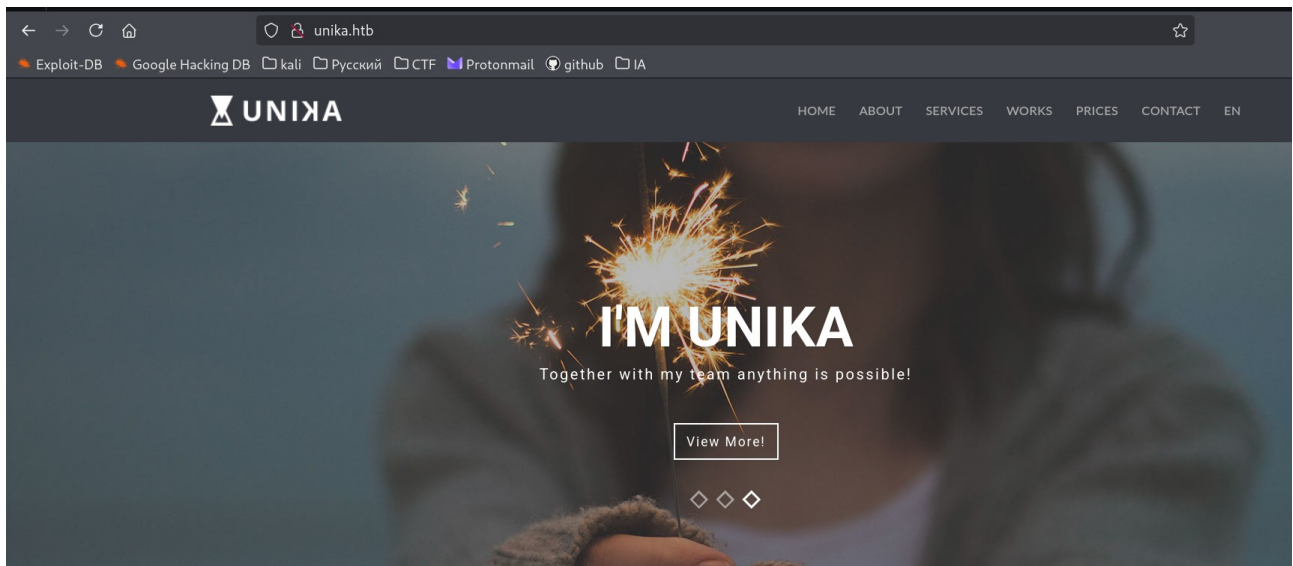 unika.htb
Exploit-DB Google Hacking DB kali Русский CTF Protonmail github IA
UNIKA HOME ABOUT SERVICES WORKS PRICES CONTACT EN
I'M UNIKA
Together with my team anything is possible!
View More!